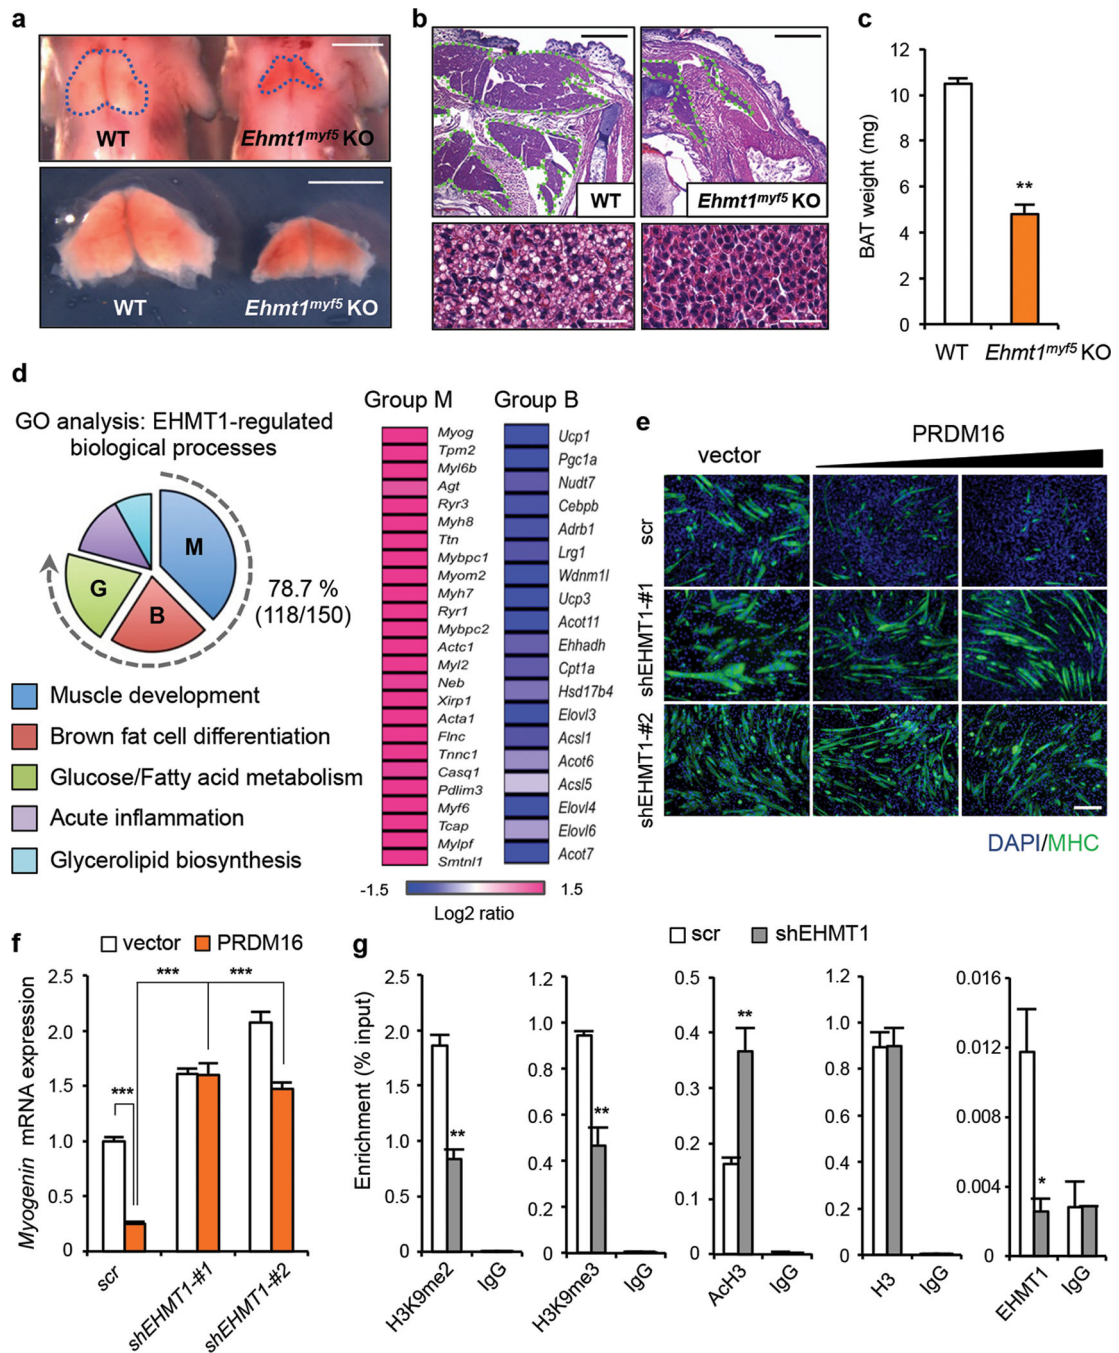 a
WT
Ehmt1myf5 KO
WT
Ehmt1myf5 KO
b
WT
Ehmt1myf5 KO
c
BAT weight (mg)
12
10
8
6
4
2
0
**
WT
Ehmt1myf5 KO
d
GO analysis: EHMT1-regulated
biological processes
M
G
B
78.7 %
(118/150)
Muscle development
Brown fat cell differentiation
Glucose/Fatty acid metabolism
Acute inflammation
Glycerolipid biosynthesis
Group M
Myog
Tpm2
Myl6b
Agt
Ryr3
Myh8
Ttn
Mybpc1
Myom2
Myh7
Ryr1
Mybpc2
Actc1
Myl2
Neb
Xirp1
Acta1
Flnc
Tnnc1
Casq1
Pdlim3
Myf6
Tcap
Mylpf
Smtnl1
Group B
Ucp1
Pgc1a
Nudt7
Cebpb
Adrb1
Lrg1
Wdnm1l
Ucp3
Acot11
Ehhadh
Cpt1a
Hsd17b4
Elovl3
Acsl1
Acot6
Acsl5
Elovl4
Elovl6
Acot7
-1.5
1.5
Log2 ratio
e
vector
PRDM16
scr
shEHMT1-#1
shEHMT1-#2
DAPI/MHC
f
vector
PRDM16
Myogenin mRNA expression
2.5
2.0
1.5
1.0
0.5
0
***
***
***
scr
shEHMT1-#1
shEHMT1-#2
g
scr
shEHMT1
Enrichment (% input)
2.5
2.0
1.5
1.0
0.5
0
**
H3K9me2
IgG
1.2
1.0
0.8
0.6
0.4
0.2
0
**
H3K9me3
IgG
0.5
0.4
0.3
0.2
0.1
0
**
AcH3
IgG
1.2
1.0
0.8
0.6
0.4
0.2
0
H3
IgG
0.016
0.012
0.008
0.004
0
*
EHMT1
IgG